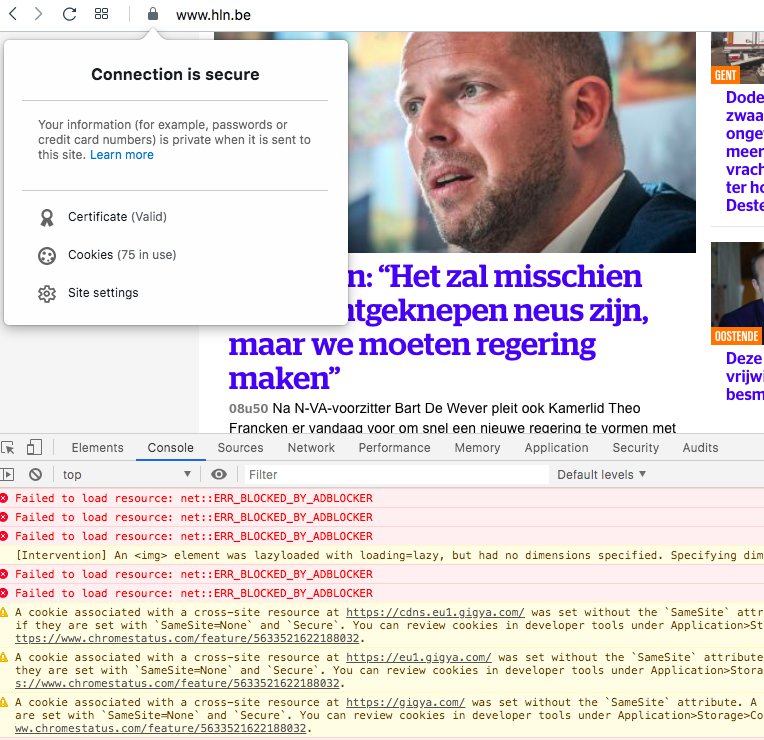 www.hln.be
Connection is secure
Your information (for example, passwords or
credit card numbers) is private when it is sent to
this site. Learn more
Certificate (Valid)
Cookies (75 in use)
Site settings
n: “Het zal misschien
ntgeknepen neus zijn,
maar we moeten regering
maken”
08u50 Na N-VA-voorzitter Bart De Wever pleit ook Kamerlid Theo
Francken er vandaag voor om snel een nieuwe regering te vormen met
GENT
Dode
zwaa
onge
meer
vrach
ter ho
Deste
OOSTENDE
Deze
vrijw
besm
Elements Console Sources Network Performance Memory Application Security Audits
top Filter Default levels
Failed to load resource: net::ERR_BLOCKED_BY_ADBLOCKER
Failed to load resource: net::ERR_BLOCKED_BY_ADBLOCKER
Failed to load resource: net::ERR_BLOCKED_BY_ADBLOCKER
[Intervention] An <img> element was lazyloaded with loading=lazy, but had no dimensions specified. Specifying dim
Failed to load resource: net::ERR_BLOCKED_BY_ADBLOCKER
Failed to load resource: net::ERR_BLOCKED_BY_ADBLOCKER
A cookie associated with a cross-site resource at https://cdns.eu1.gigya.com/ was set without the `SameSite` attr
if they are set with `SameSite=None` and `Secure`. You can review cookies in developer tools under Application>St
ttps://www.chromestatus.com/feature/5633521622188032.
A cookie associated with a cross-site resource at https://eu1.gigya.com/ was set without the `SameSite` attribute
they are set with `SameSite=None` and `Secure`. You can review cookies in developer tools under Application>Stora
s://www.chromestatus.com/feature/5633521622188032.
A cookie associated with a cross-site resource at https://gigya.com/ was set without the `SameSite` attribute. A
are set with `SameSite=None` and `Secure`. You can review cookies in developer tools under Application>Storage>Co
ww.chromestatus.com/feature/5633521622188032.